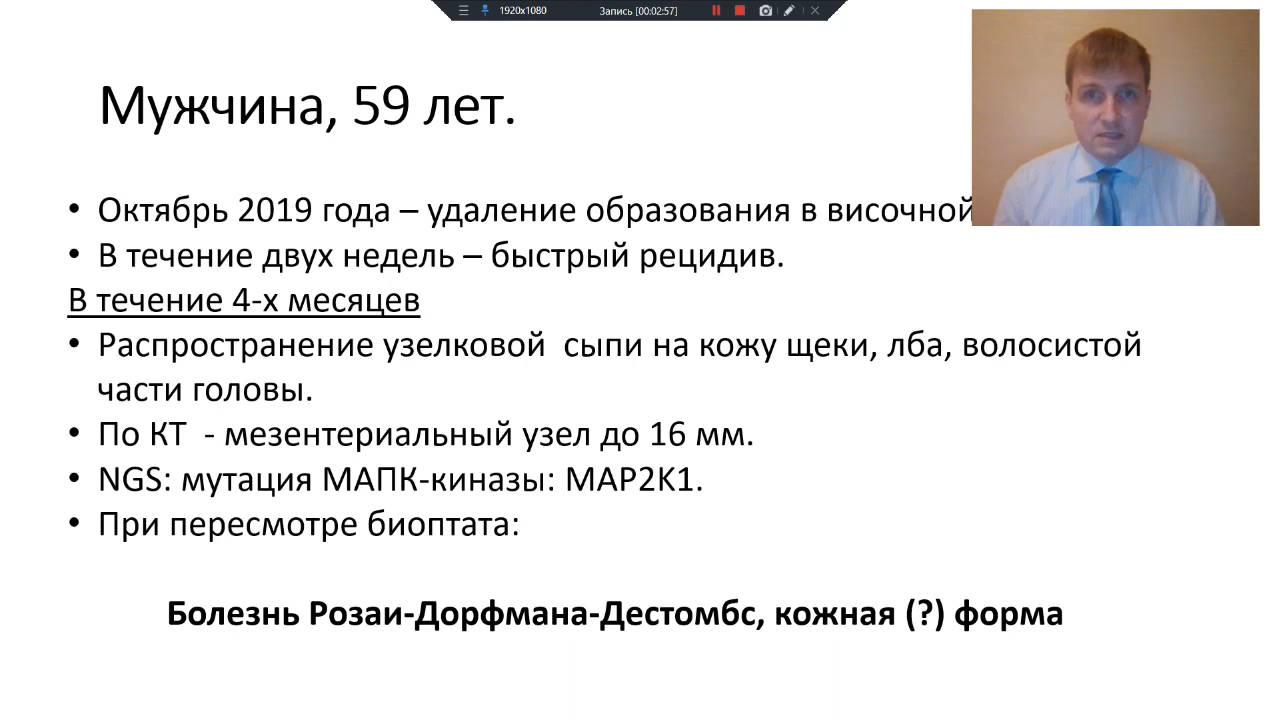 1920x1080 Запись [00:02:57]
Мужчина, 59 лет.
• Октябрь 2019 года – удаление образования в височной
• В течение двух недель – быстрый рецидив.
В течение 4-х месяцев
• Распространение узелковой сыпи на кожу щеки, лба, волосистой
части головы.
• По КТ - мезентериальный узел до 16 мм.
• NGS: мутация МАПК-киназы: MAP2K1.
• При пересмотре биоптата:
Болезнь Розаи-Дорфмана-Дестомбс, кожная (?) форма